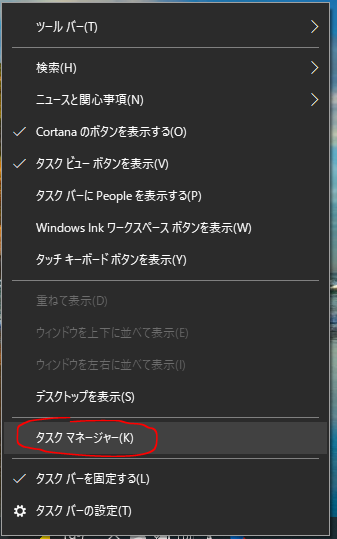 ツール バー(T)
検索(H)
ニュースと関心事項(N)
Cortana のボタンを表示する(O)
タスク ビュー ボタンを表示(V)
タスク バーに People を表示する(P)
Windows Ink ワークスペース ボタンを表示(W)
タッチ キーボード ボタンを表示(Y)
重ねて表示(D)
ウィンドウを上下に並べて表示(E)
ウィンドウを左右に並べて表示(I)
デスクトップを表示(S)
タスク マネージャー(K)
タスク バーを固定する(L)
タスク バーの設定(T)